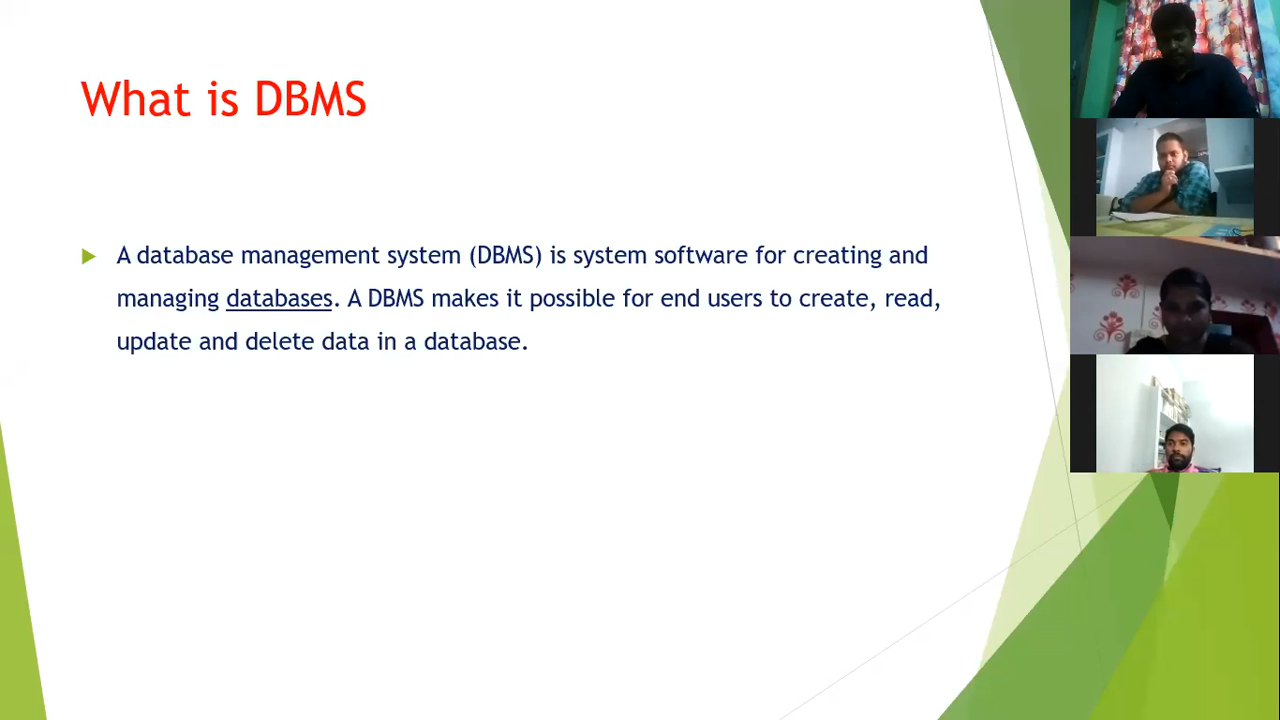 What is DBMS
A database management system (DBMS) is system software for creating and
managing databases. A DBMS makes it possible for end users to create, read,
update and delete data in a database.